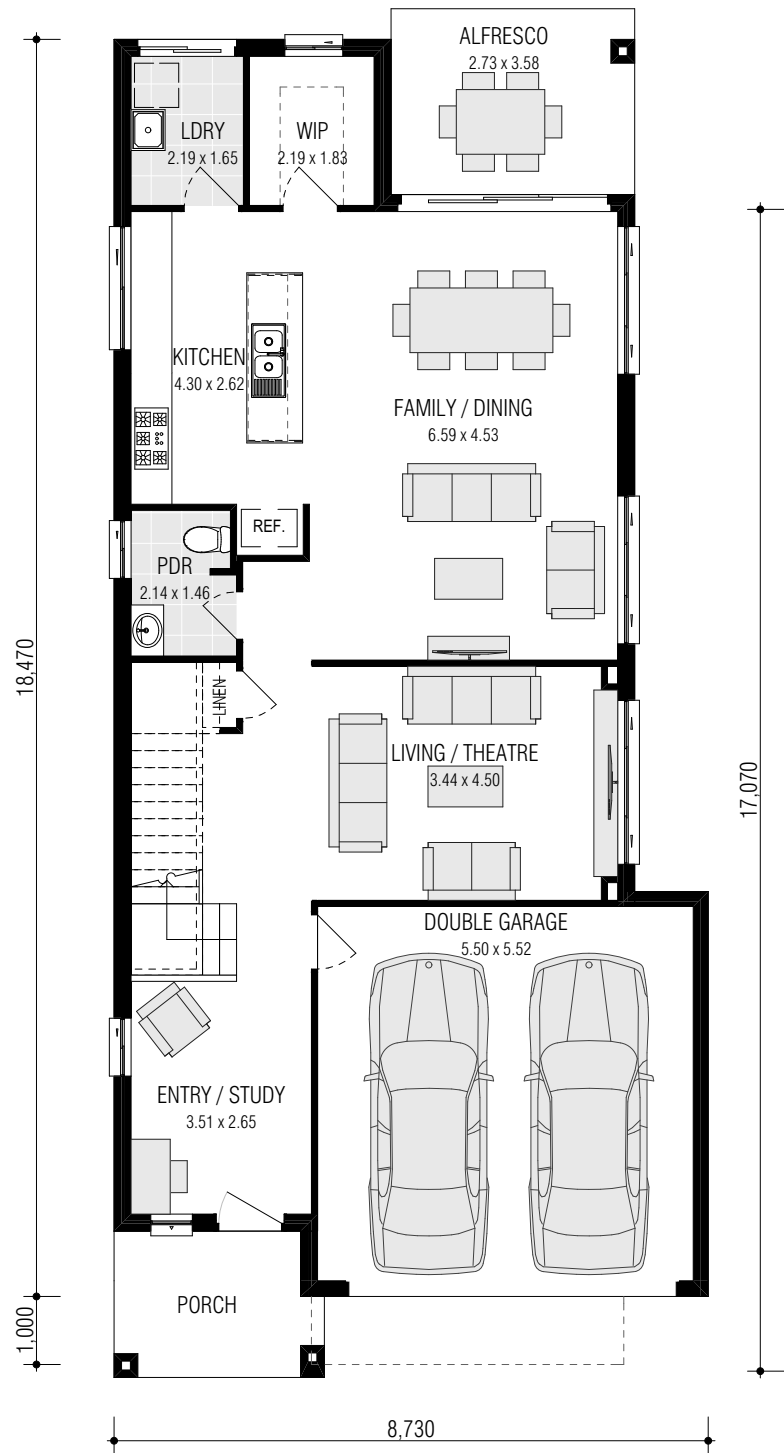 ALFRESCO
2.73 x 3.58
LDRY
2.19 x 1.65
WIP
2.19 x 1.83
KITCHEN
4.30 x 2.62
FAMILY / DINING
6.59 x 4.53
REF.
PDR
2.14 x 1.46
LINEN
18,470
LIVING / THEATRE
3.44 x 4.50
17,070
DOUBLE GARAGE
5.50 x 5.52
ENTRY / STUDY
3.51 x 2.65
PORCH
1,000
8,730